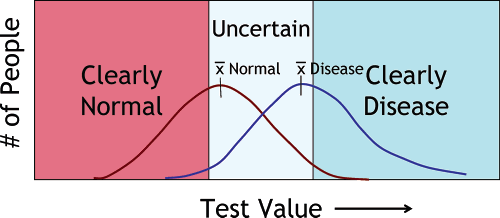 # of People
Clearly
Normal
Uncertain
x̅ Normal
x̅ Disease
Clearly
Disease
Test Value